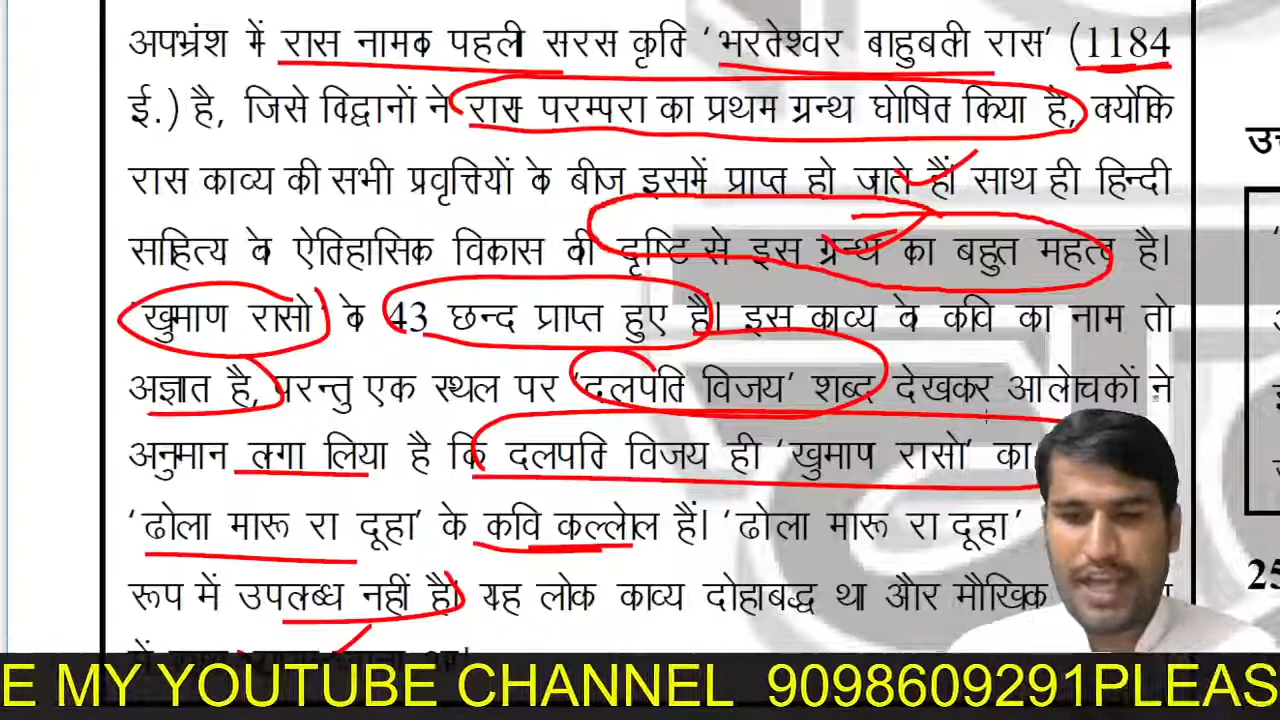 अपभ्रंश में रास नामक पहली सरस कृति 'भरतेश्वर बाहुबली रास' (1184
ई.) है, जिसे विद्वानों ने रास परम्परा का प्रथम ग्रन्थ घोषित किया है, क्योंकि
रास काव्य की सभी प्रवृत्तियों के बीज इसमें प्राप्त हो जाते हैं। साथ ही हिन्दी
साहित्य के ऐतिहासिक विकास की दृष्टि से इस ग्रन्थ का बहुत महत्व है।
'खुमाण रासो' के 43 छन्द प्राप्त हुए हैं। इस काव्य के कवि का नाम तो
अज्ञात है, परन्तु एक स्थल पर 'दलपति विजय' शब्द देखकर आलोचकों ने
अनुमान लगा लिया है कि दलपति विजय ही 'खुमाण रासो' का
'ढोला मारू रा दूहा' के कवि कल्लोल हैं। 'ढोला मारू रा दूहा'
रूप में उपलब्ध नहीं है। यह लोक काव्य दोहाबद्ध था और मौखिक
में
E MY YOUTUBE CHANNEL 9098609291PLEAS
25